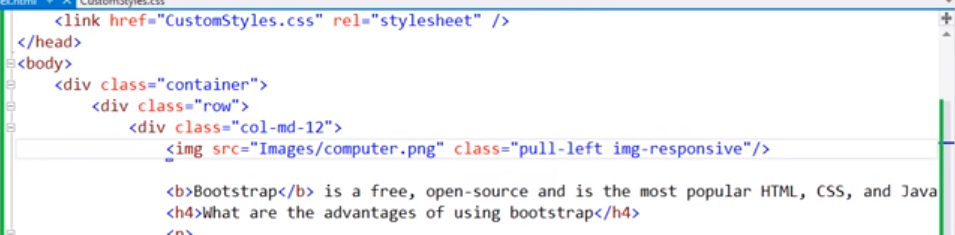 CustomStyles.css
<link href="CustomStyles.css" rel="stylesheet" />
</head>
<body>
<div class="container">
<div class="row">
<div class="col-md-12">
<img src="Images/computer.png" class="pull-left img-responsive"/>
<b>Bootstrap</b> is a free, open-source and is the most popular HTML, CSS, and Java
<h4>What are the advantages of using bootstrap</h4>